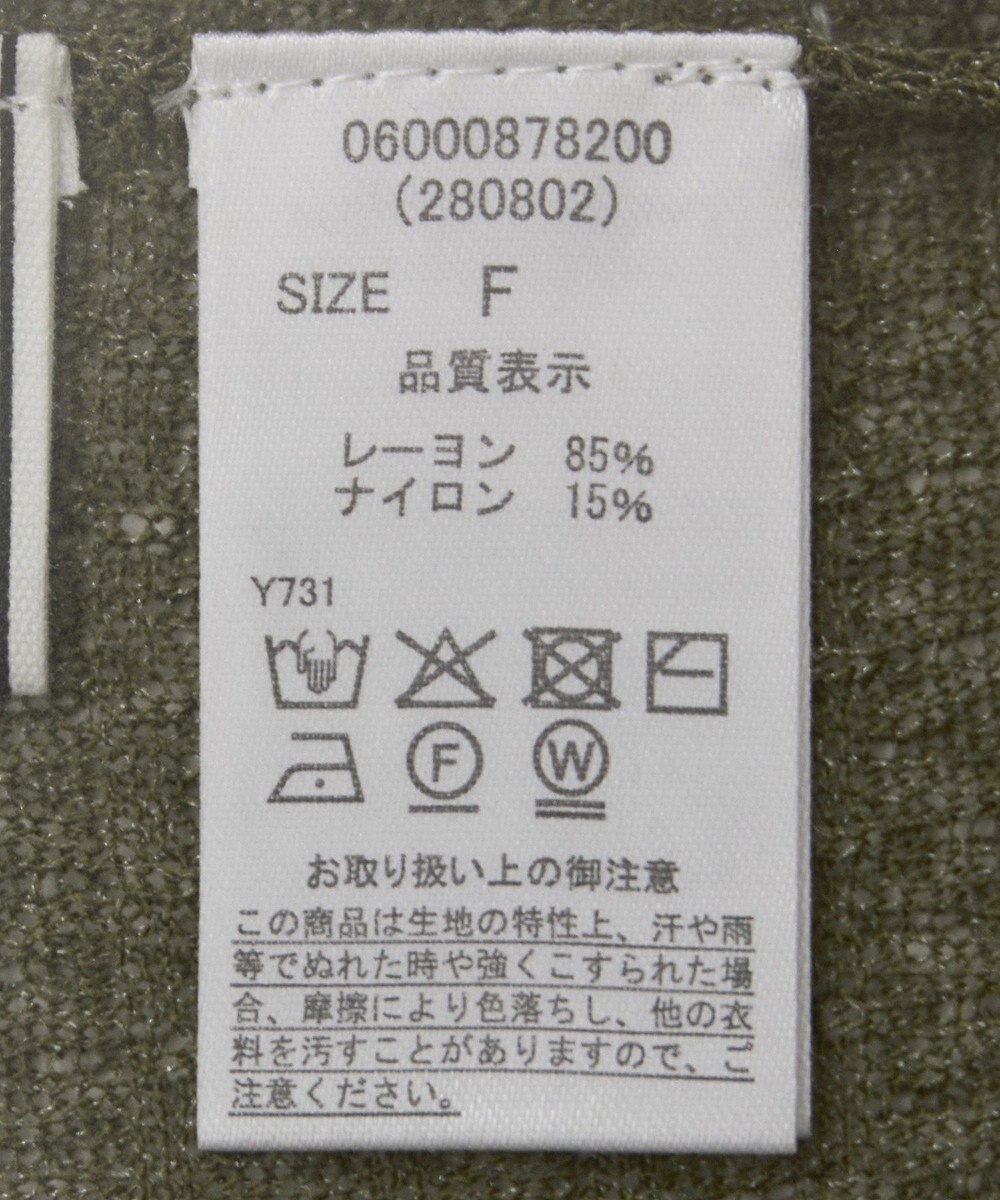 06000878200
(280802)
SIZE F
品質表示
レーヨン 85%
ナイロン 15%
Y731
F W
お取り扱い上の御注意
この商品は生地の特性上、汗や雨
等でぬれた時や強くこすられた場
合、摩擦により色落ちし、他の衣
料を汚すことがありますので、ご
注意ください。